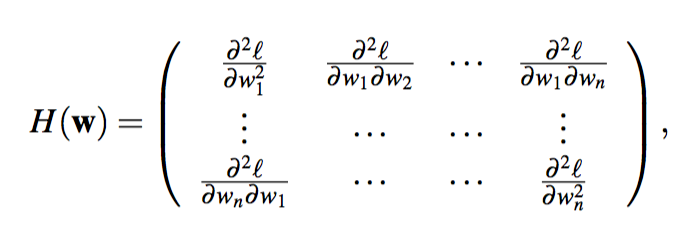 H(𝐰) = ( ∂²ℓ/∂w₁² ∂²ℓ/∂w₁∂w₂ ⋯ ∂²ℓ/∂w₁∂wₙ
⋮ ⋯ ⋯ ⋮
∂²ℓ/∂wₙ∂w₁ ⋯ ⋯ ∂²ℓ/∂wₙ² ) ,